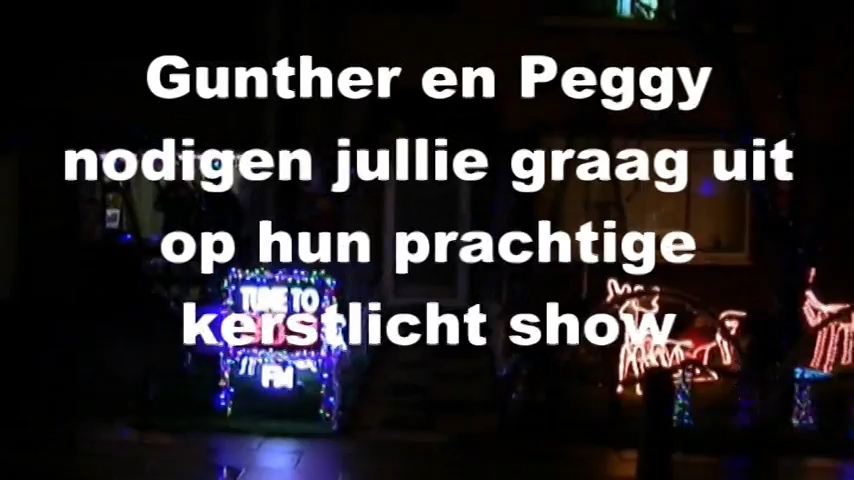 Gunther en Peggy
nodigen jullie graag uit
op hun prachtige
kerstlicht show
TUNE TO
FM